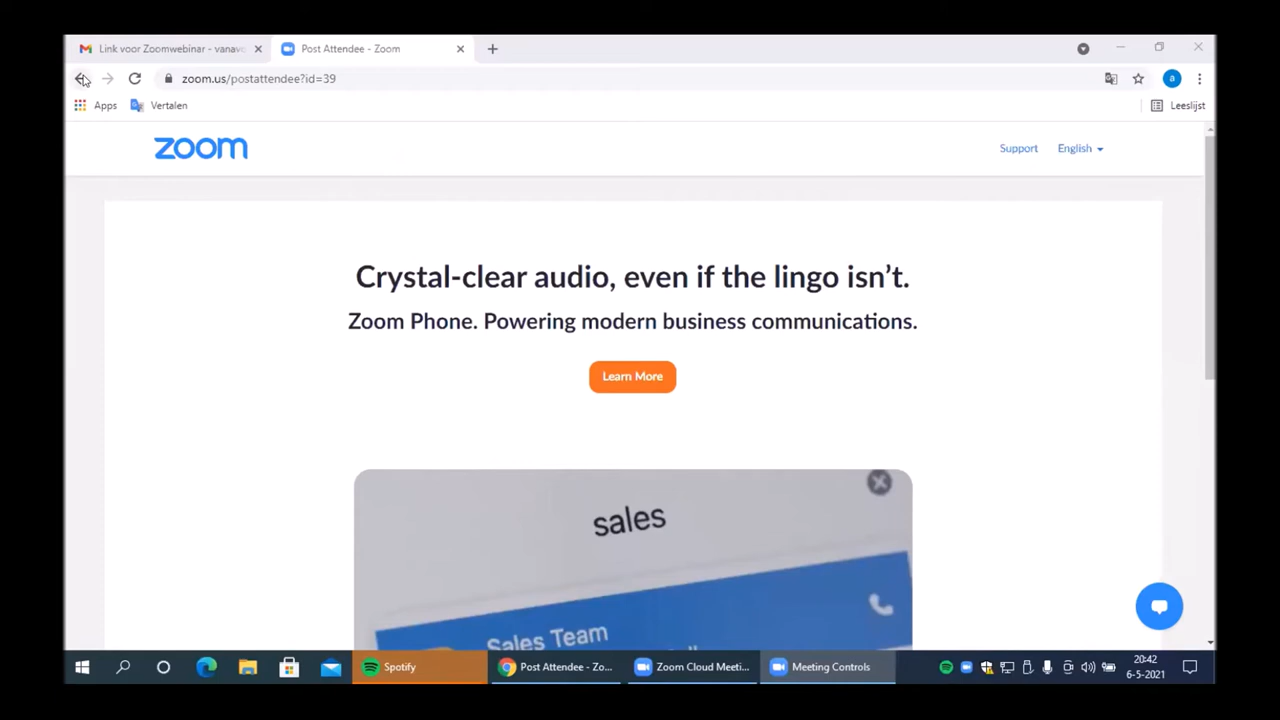 Link voor Zoomwebinar - vanavo
Post Attendee - Zoom
zoom.us/postattendee?id=39
a
Apps
Vertalen
Leeslijst
zoom
Support
English
Crystal-clear audio, even if the lingo isn’t.
Zoom Phone. Powering modern business communications.
Learn More
sales
Sales Team
Spotify
Post Attendee - Zo...
Zoom Cloud Meeti...
Meeting Controls
20:42
6-5-2021